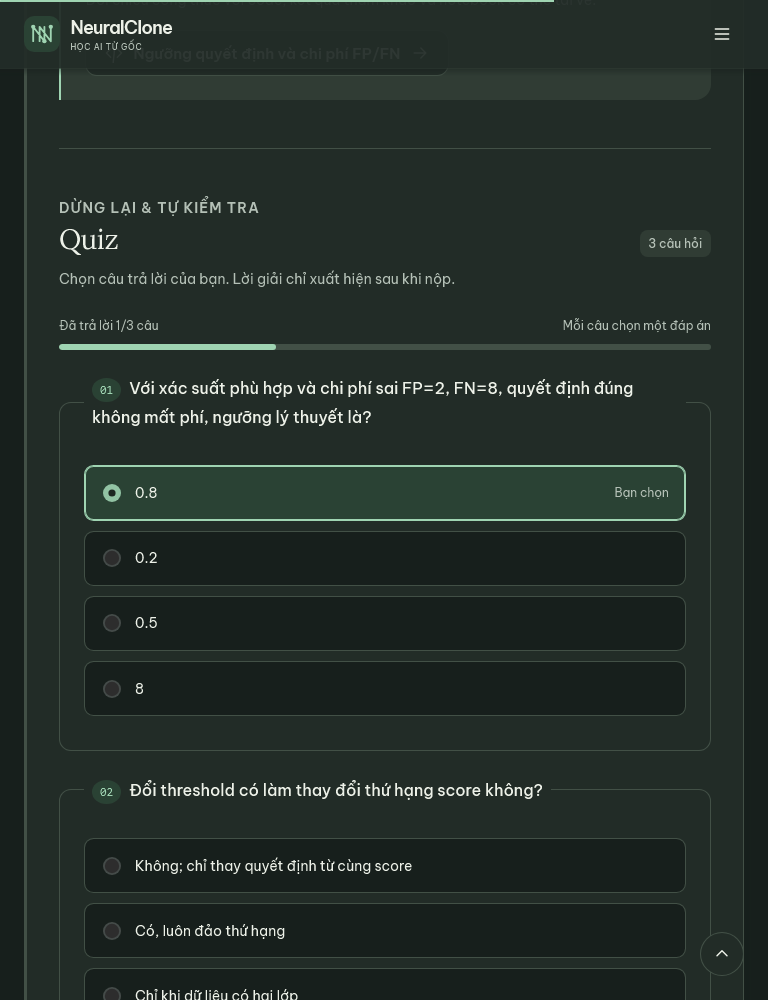 NeuralClone
HỌC AI TỪ GỐC
Ngưỡng quyết định và chi phí FP/FN
DỪNG LẠI & TỰ KIỂM TRA
Quiz
3 câu hỏi
Chọn câu trả lời của bạn. Lời giải chỉ xuất hiện sau khi nộp.
Đã trả lời 1/3 câu
Mỗi câu chọn một đáp án
01 Với xác suất phù hợp và chi phí sai FP=2, FN=8, quyết định đúng
không mất phí, ngưỡng lý thuyết là?
0.8
Bạn chọn
0.2
0.5
8
02 Đổi threshold có làm thay đổi thứ hạng score không?
Không; chỉ thay quyết định từ cùng score
Có, luôn đảo thứ hạng
Chỉ khi dữ liệu có hai lớp